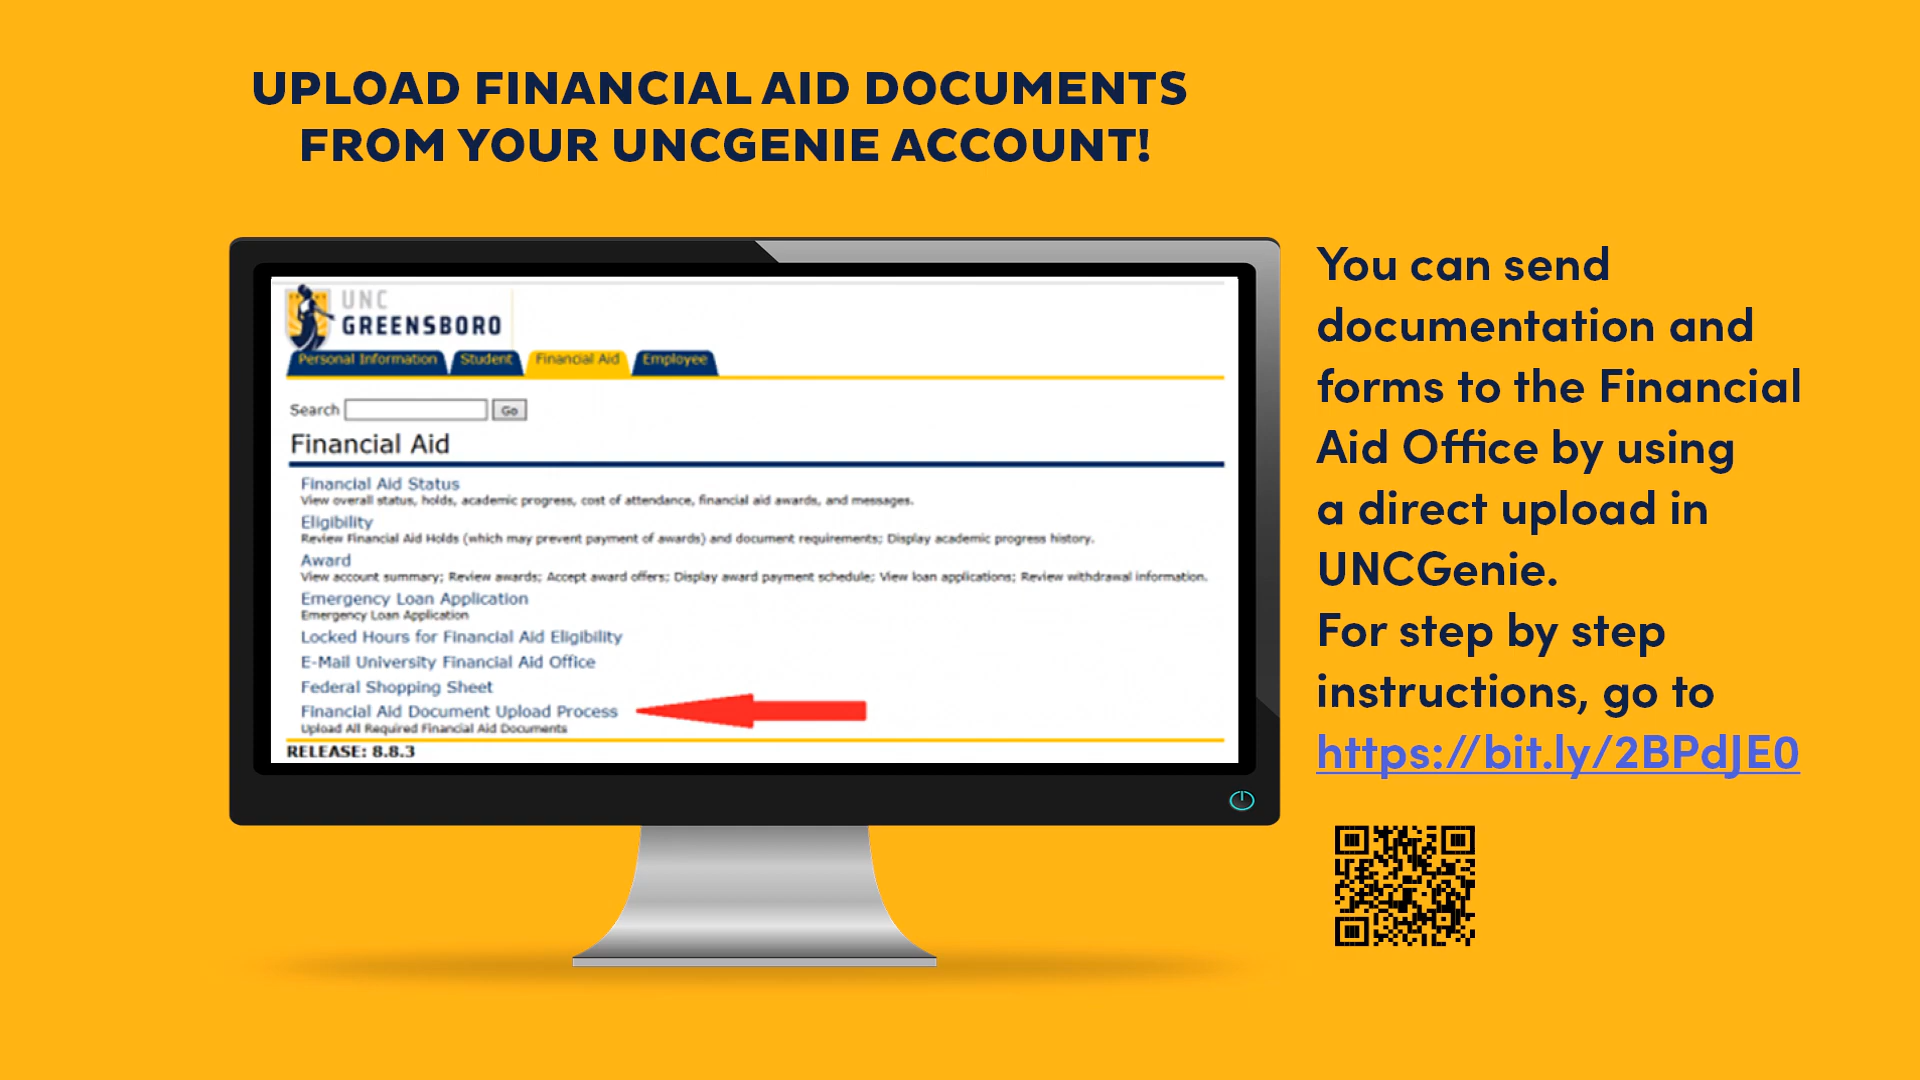 UPLOAD FINANCIAL AID DOCUMENTS
FROM YOUR UNCGENIE ACCOUNT!
UNC
GREENSBORO
Personal Information Student Financial Aid Employee
Search Go
Financial Aid
Financial Aid Status
View overall status, holds, academic progress, cost of attendance, financial aid awards, and messages.
Eligibility
Review Financial Aid Holds (which may prevent payment of awards) and document requirements; Display academic progress history.
Award
View account summary; Review awards; Accept award offers; Display award payment schedule; View loan applications; Review withdrawal information.
Emergency Loan Application
Emergency Loan Application
Locked Hours for Financial Aid Eligibility
E-Mail University Financial Aid Office
Federal Shopping Sheet
Financial Aid Document Upload Process
Upload All Required Financial Aid Documents
RELEASE: 8.8.3
You can send
documentation and
forms to the Financial
Aid Office by using
a direct upload in
UNCGenie.
For step by step
instructions, go to
https://bit.ly/2BPdJE0